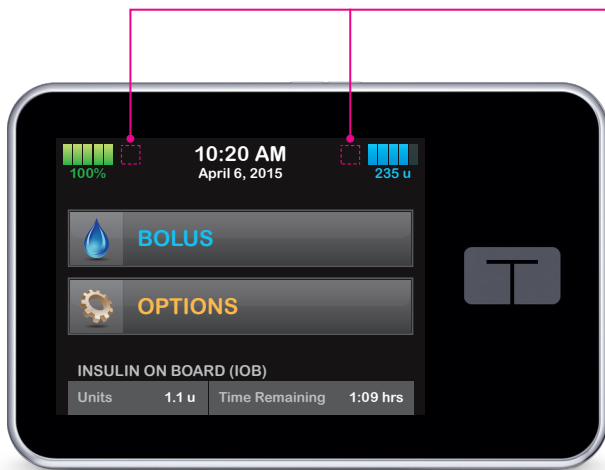 10:20 AM
100% April 6, 2015 235 u
BOLUS
OPTIONS
INSULIN ON BOARD (IOB)
Units 1.1 u Time Remaining 1:09 hrs